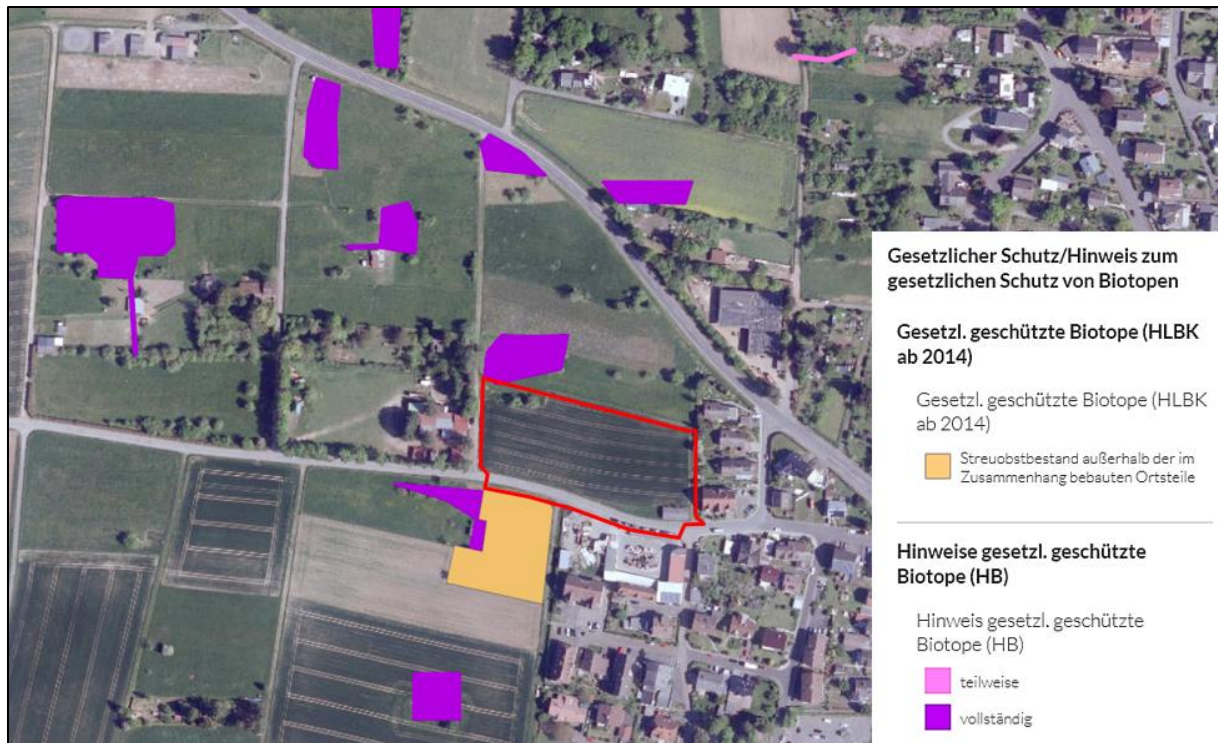 Gesetzlicher Schutz/Hinweis zum
gesetzlichen Schutz von Biotopen
Gesetzl. geschützte Biotope (HLBK
ab 2014)
Gesetzl. geschützte Biotope (HLBK
ab 2014)
Streuobstbestand außerhalb der im
Zusammenhang bebauten Ortsteile
Hinweise gesetzl. geschützte
Biotope (HB)
Hinweis gesetzl. geschützte
Biotope (HB)
teilweise
vollständig